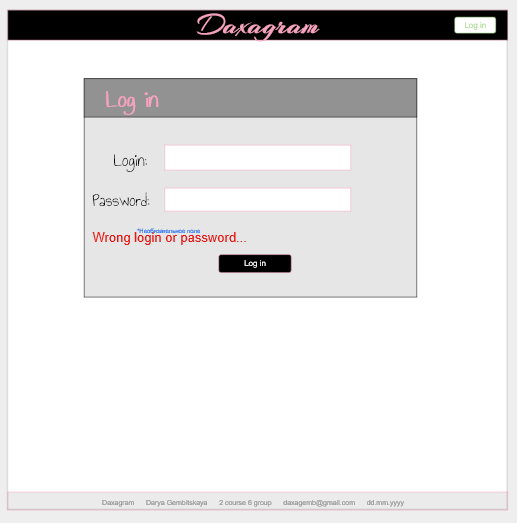 Daxagram
Log in
Log in
Login:
Password:
*Необязательное поле
Wrong login or password...
Log in
Daxagram Darya Gembitskaya 2 course 6 group daxagemb@gmail.com dd.mm.yyyy